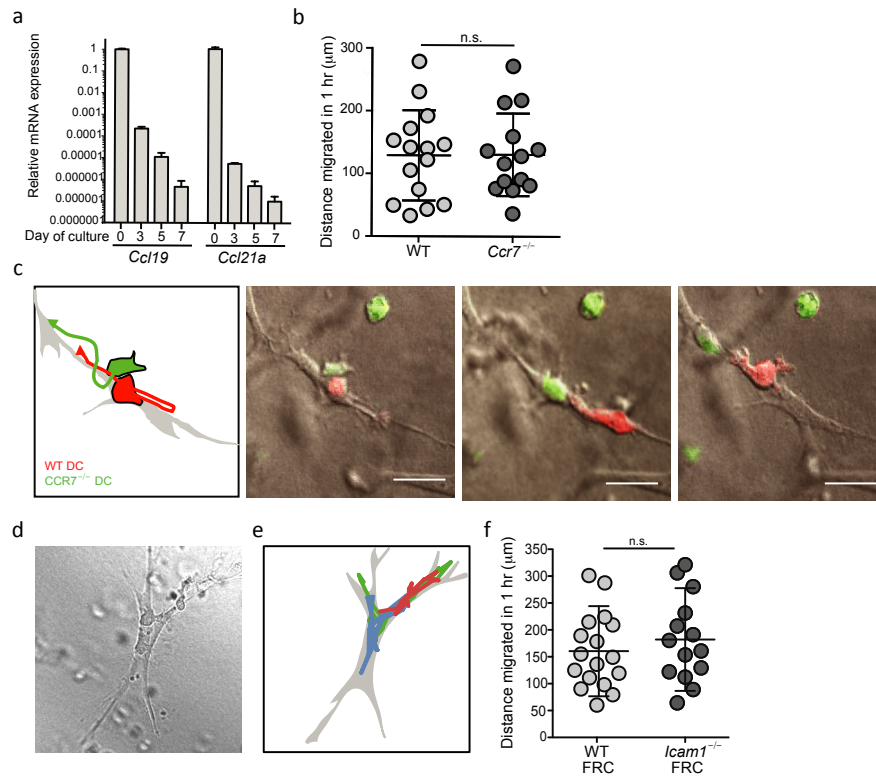 a
Relative mRNA expression
1
0.1
0.01
0.001
0.0001
0.00001
0.000001
0.0000001
Day of culture 0 3 5 7 0 3 5 7
Ccl19 Ccl21a
b
Distance migrated in 1 hr (µm)
300
200
100
0
n.s.
WT Ccr7−/−
c
WT DC
CCR7−/− DC
d
e
f
Distance migrated in 1 hr (µm)
350
300
250
200
150
100
50
0
n.s.
WT FRC
Icam1−/− FRC